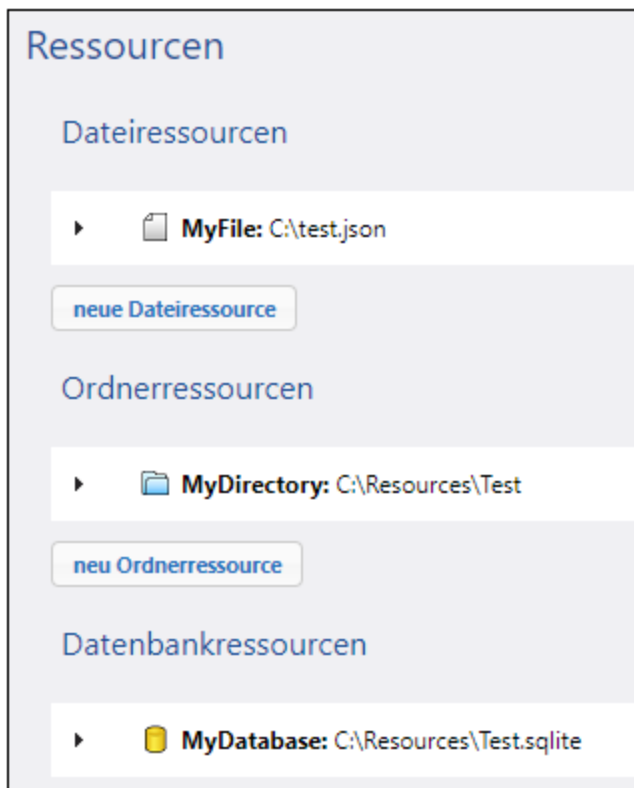 Ressourcen
Dateiressourcen
MyFile: C:\test.json
neue Dateiressource
Ordnerressourcen
MyDirectory: C:\Resources\Test
neu Ordnerressource
Datenbankressourcen
MyDatabase: C:\Resources\Test.sqlite